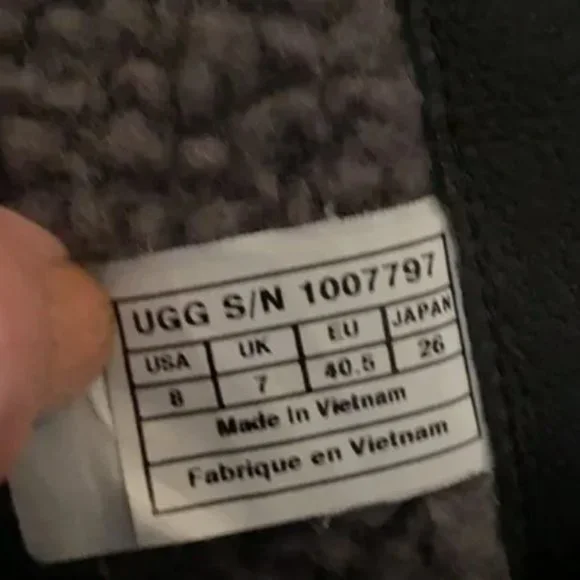 UGG S/N 1007797
USA UK EU JAPAN
8 7 40.5 26
Made in Vietnam
Fabrique en Vietnam